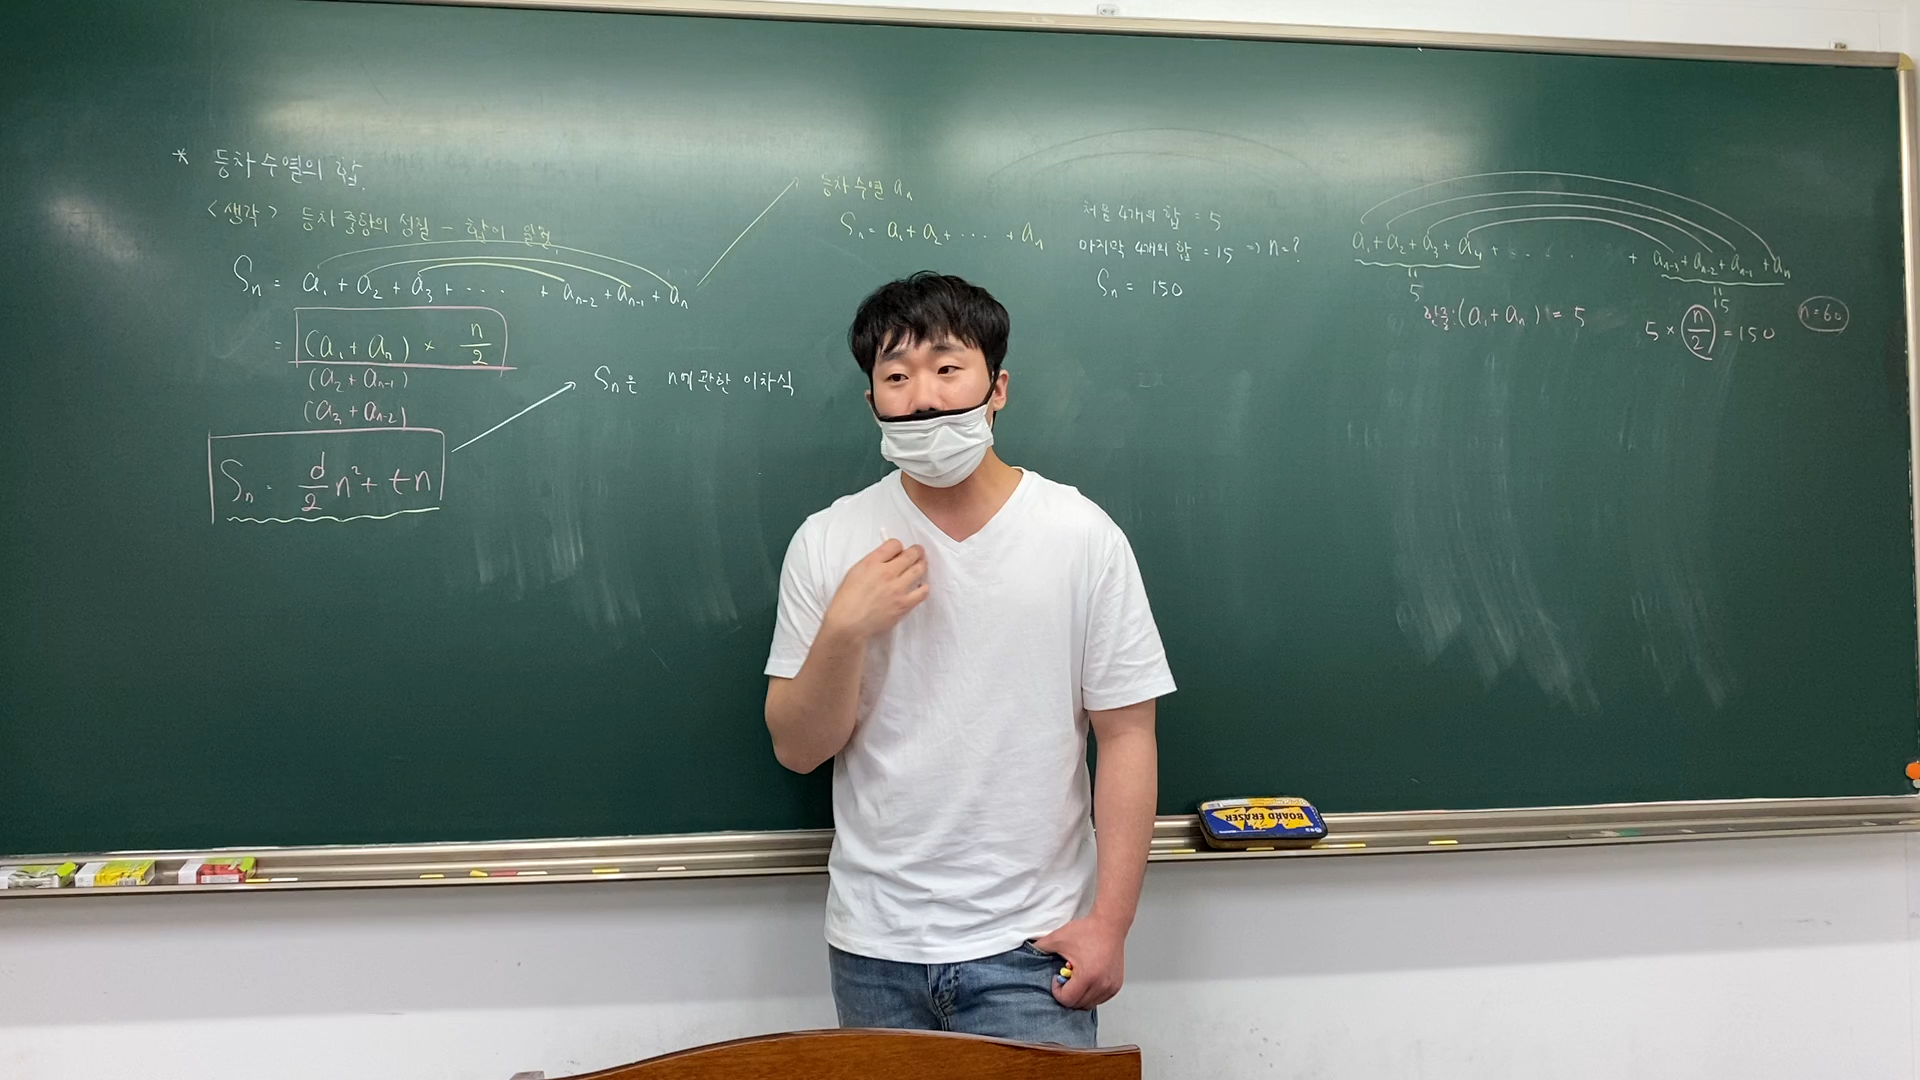 * 등차수열의 합.
<생각> 등차중항의 성질 - 합이 일정.
Sn = a1 + a2 + a3 + ···· + an-2 + an-1 + an
= (a1 + an) × n/2
(a2 + an-1)
(a3 + an-2)
Sn = d/2 n² + tn
Sn은 n에 관한 이차식
등차수열 an
Sn = a1 + a2 + ···· + an
처음 4개의 합 = 5
마지막 4개의 합 = 15 ⇒ n = ?
Sn = 150
a1 + a2 + a3 + a4 + ····· + an-3 + an-2 + an-1 + an
5
15
(a1 + an) = 5
5 × n/2 = 150
n = 60
BOARD ERASER